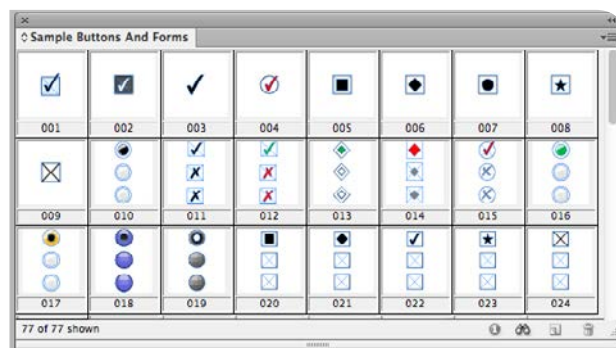 Sample Buttons And Forms
001 002 003 004 005 006 007 008
009 010 011 012 013 014 015 016
017 018 019 020 021 022 023 024
77 of 77 shown